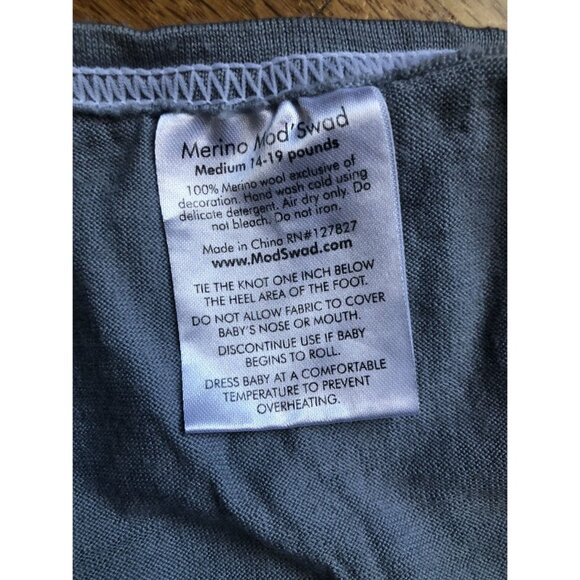 Merino Mod'Swad
Medium 14-19 pounds
100% Merino wool exclusive of
decoration. Hand wash cold using
delicate detergent. Air dry only. Do
not bleach. Do not iron.
Made in China RN#127827
www.ModSwad.com
TIE THE KNOT ONE INCH BELOW
THE HEEL AREA OF THE FOOT.
DO NOT ALLOW FABRIC TO COVER
BABY'S NOSE OR MOUTH.
DISCONTINUE USE IF BABY
BEGINS TO ROLL.
DRESS BABY AT A COMFORTABLE
TEMPERATURE TO PREVENT
OVERHEATING.